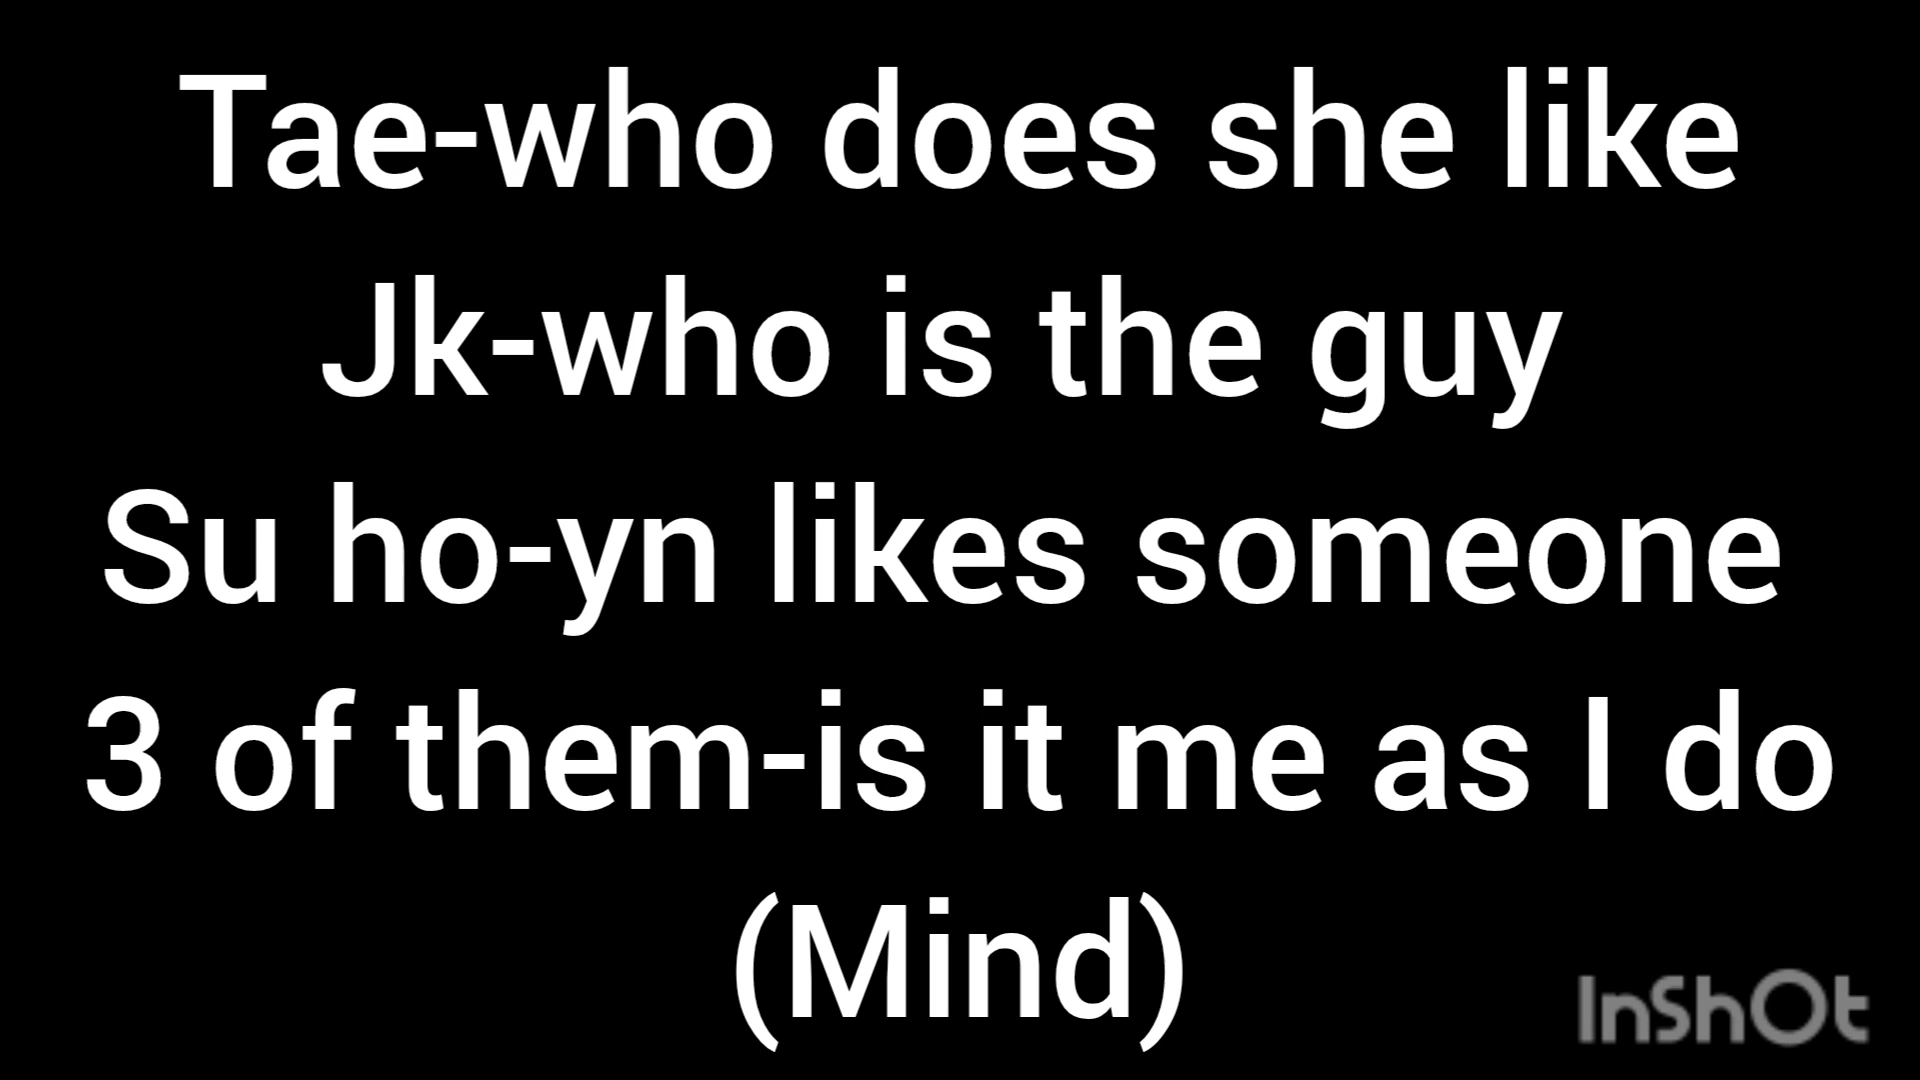 Tae-who does she like
Jk-who is the guy
Su ho-yn likes someone
3 of them-is it me as I do
(Mind)
InShOt